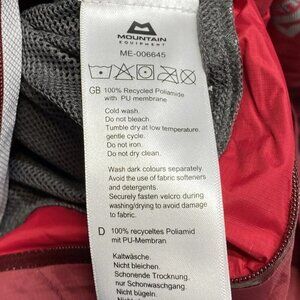 MOUNTAIN
EQUIPMENT
ME-006645
GB 100% Recycled Poliamide
with PU membrane
Cold wash.
Do not bleach.
Tumble dry at low temperature,
gentle cycle.
Do not iron.
Do not dry clean.
Wash dark colours separately
Avoid the use of fabric softeners
and detergents.
Securely fasten velcro during
washing/drying to avoid damage
to fabric.
D 100% recyceltes Poliamid
mit PU-Membran
Kaltwäsche.
Nicht bleichen.
Schonende Trocknung,
nur Schonwaschgang
Nicht bügeln.